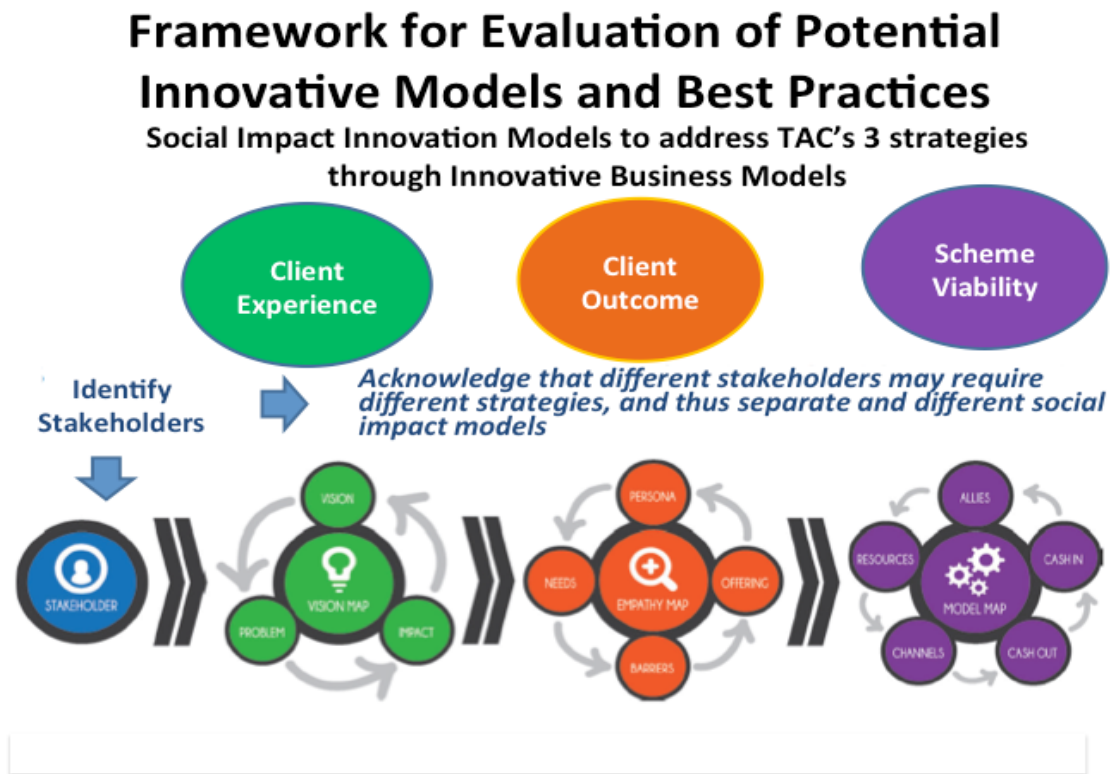 Framework for Evaluation of Potential
Innovative Models and Best Practices
Social Impact Innovation Models to address TAC's 3 strategies
through Innovative Business Models
Client
Experience
Client
Outcome
Scheme
Viability
Identify
Stakeholders
Acknowledge that different stakeholders may require
different strategies, and thus separate and different social
impact models
STAKEHOLDER
VISION
VISION MAP
PROBLEM
IMPACT
PERSONA
NEEDS
EMPATHY MAP
OFFERING
BARRIERS
ALLIES
RESOURCES
CASH IN
MODEL MAP
CHANNELS
CASH OUT